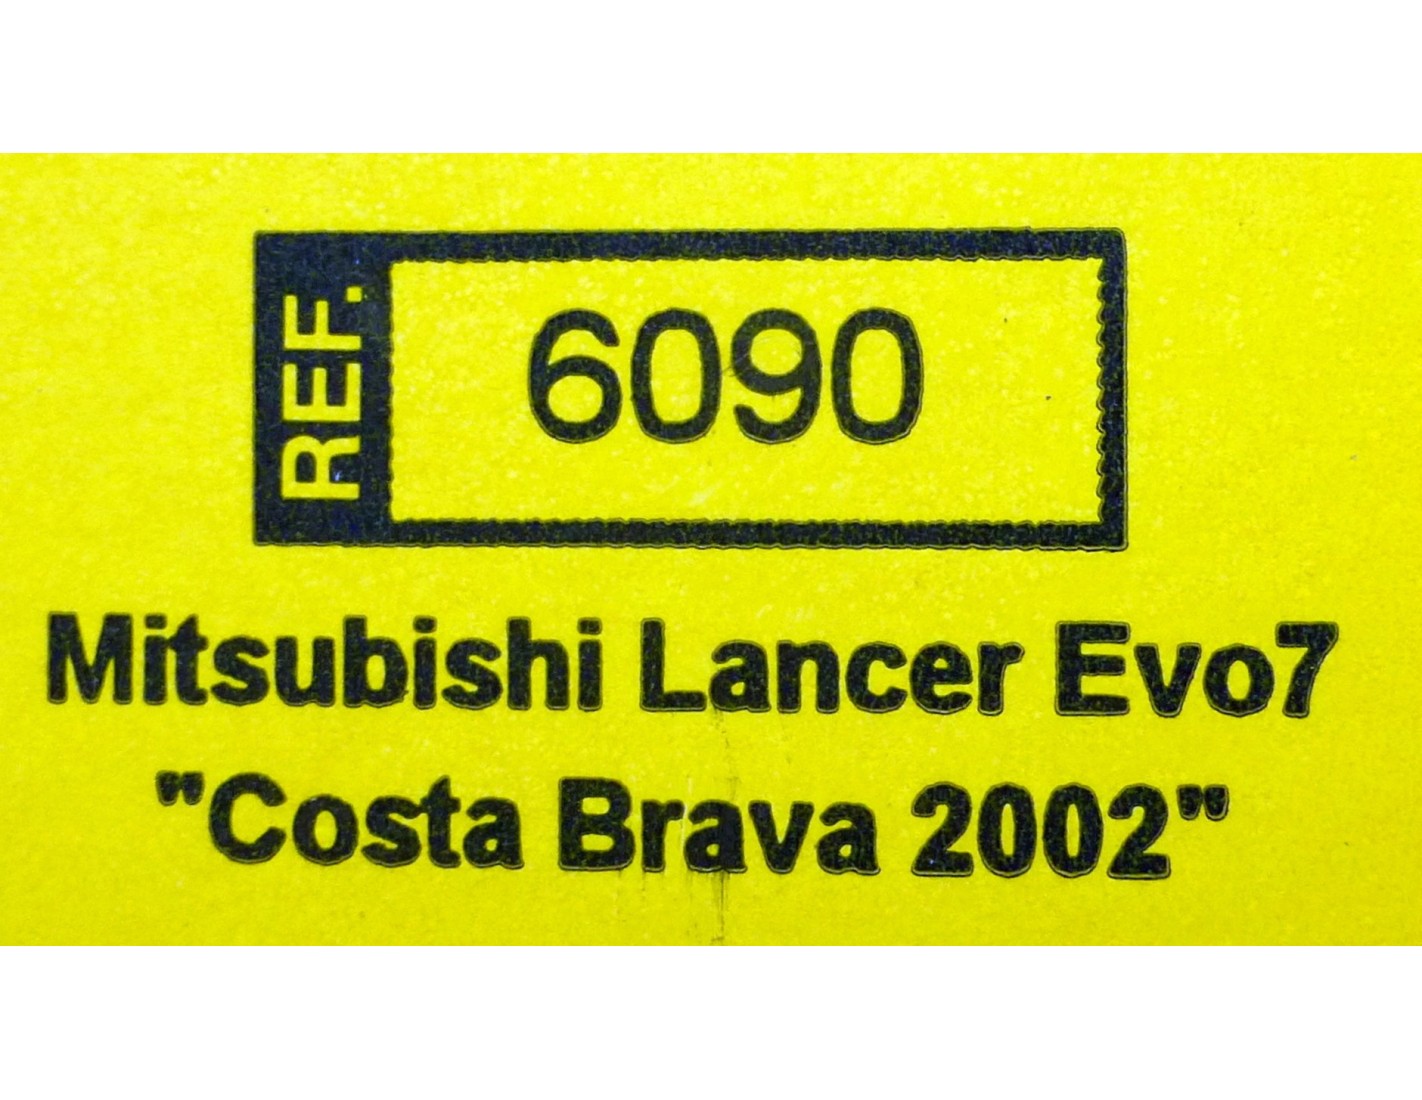 REF. 6090
Mitsubishi Lancer Evo7
"Costa Brava 2002"